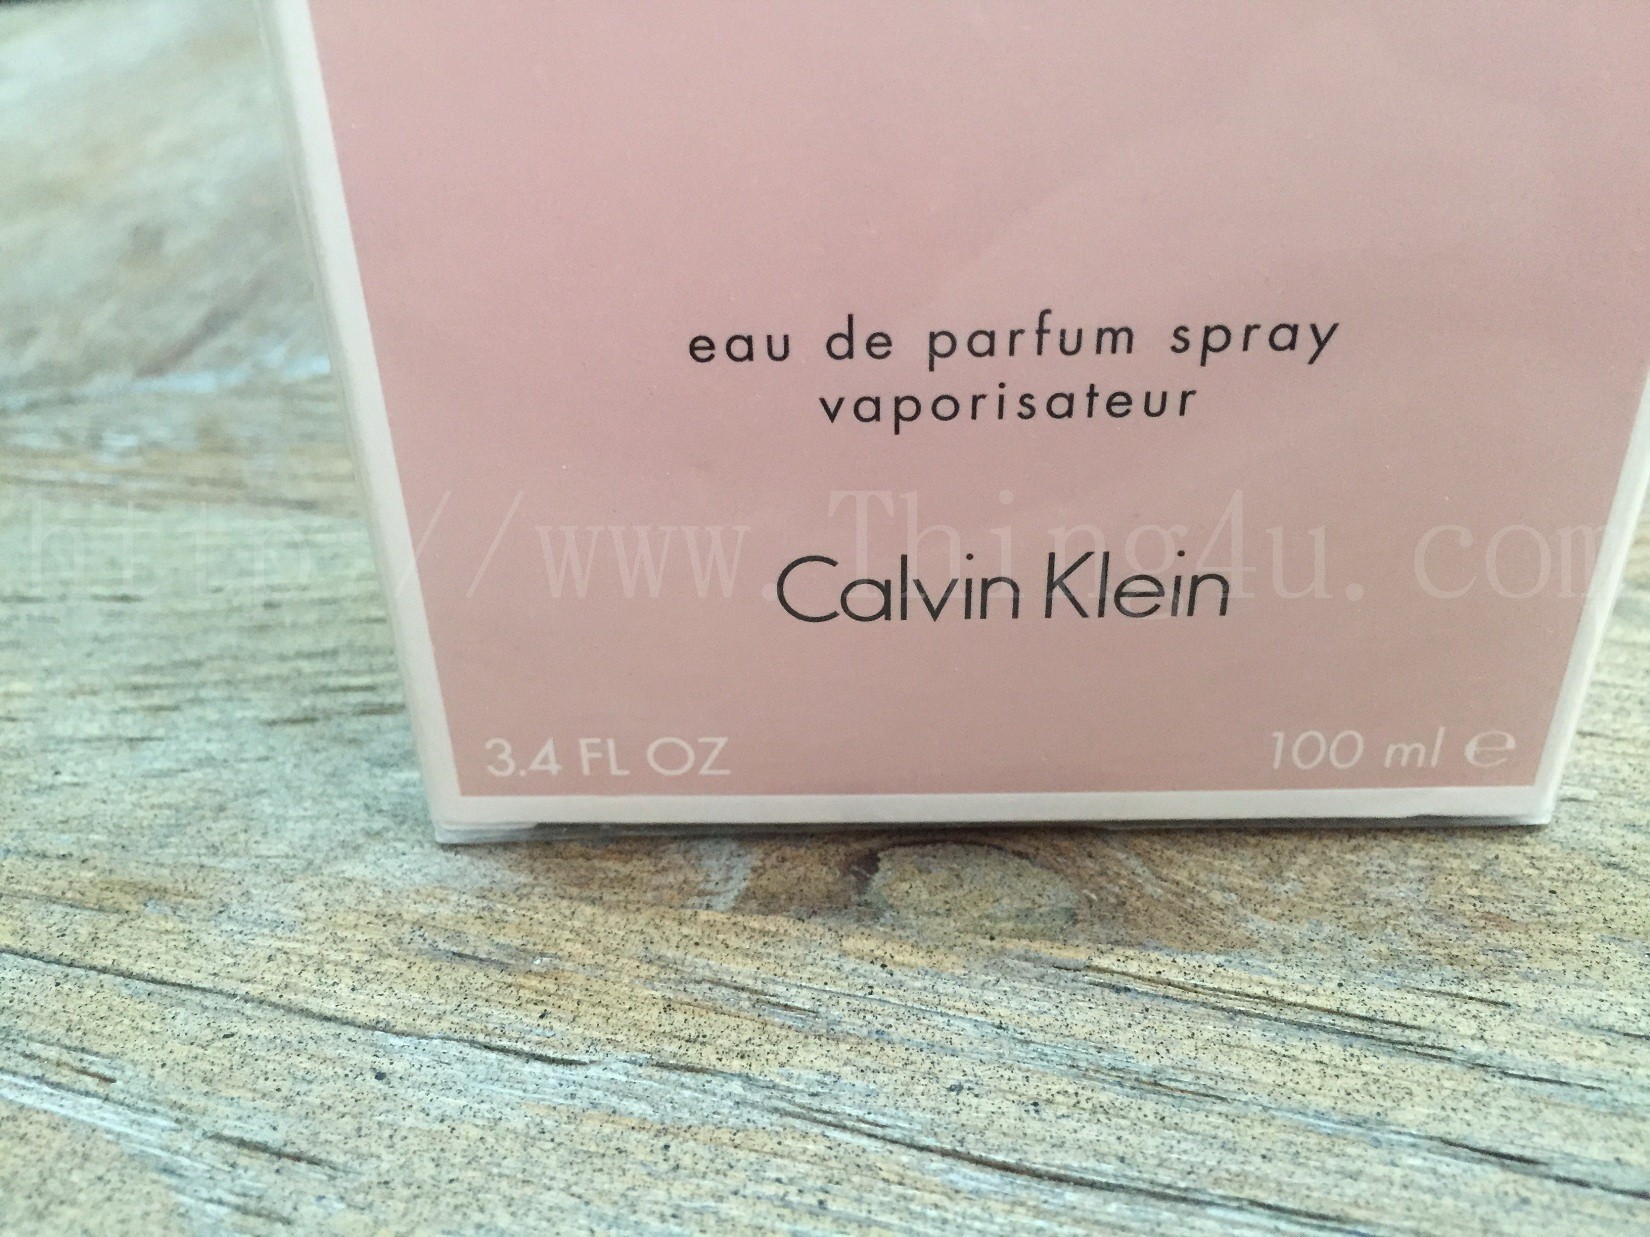 eau de parfum spray
vaporisateur
http://www.Thing4u.com
Calvin Klein
3.4 FL OZ
100 ml ℮